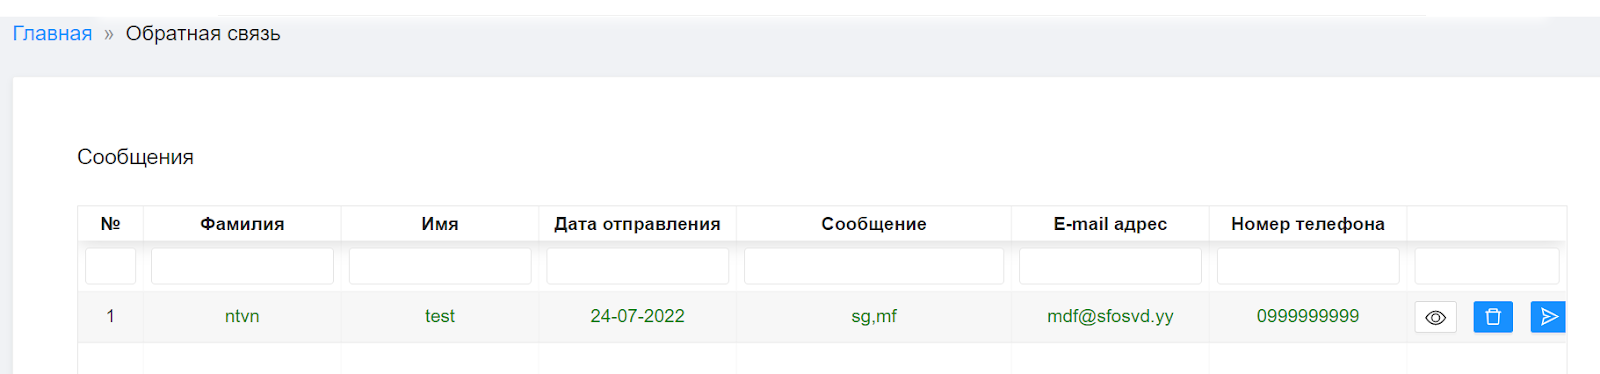 Главная » Обратная связь
Сообщения
№ Фамилия Имя Дата отправления Сообщение E-mail адрес Номер телефона
1 ntvn test 24-07-2022 sg,mf mdf@sfosvd.yy 0999999999